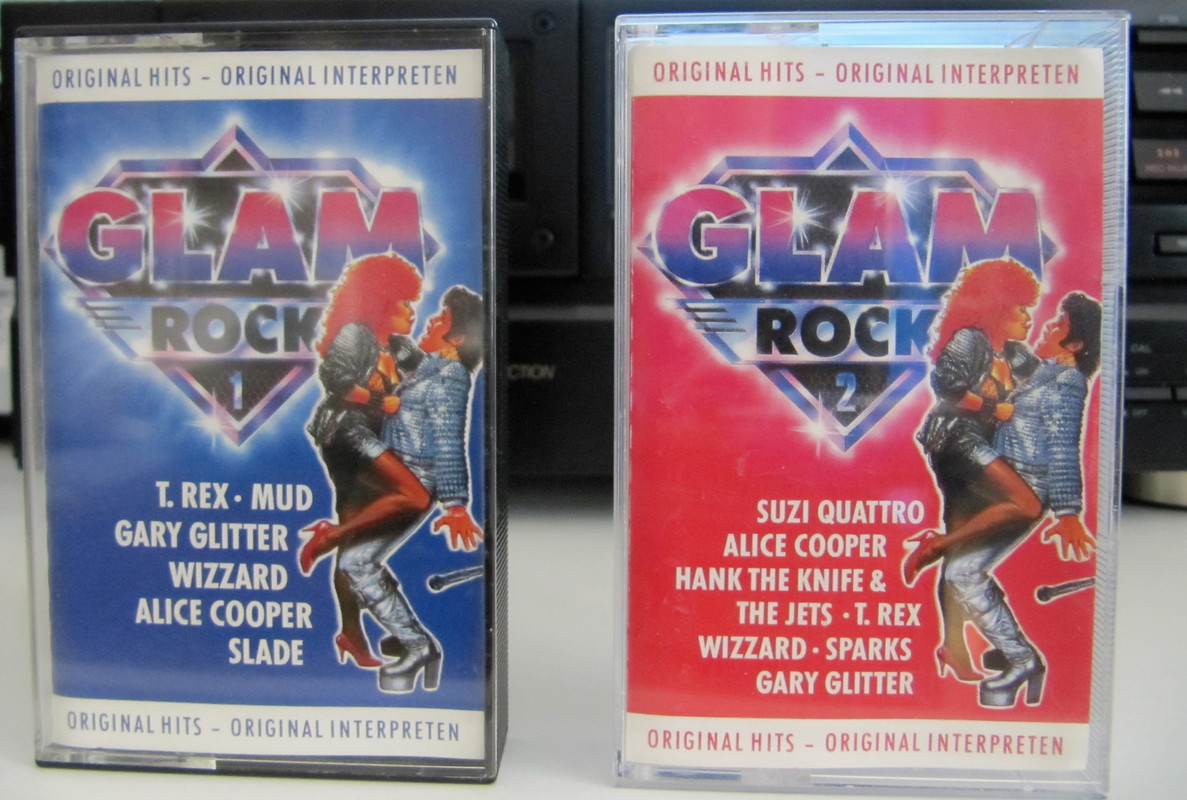 ORIGINAL HITS – ORIGINAL INTERPRETEN
GLAM
ROCK
1
T. REX · MUD
GARY GLITTER
WIZZARD
ALICE COOPER
SLADE
ORIGINAL HITS – ORIGINAL INTERPRETEN
ORIGINAL HITS – ORIGINAL INTERPRETEN
GLAM
ROCK
2
SUZI QUATTRO
ALICE COOPER
HANK THE KNIFE &
THE JETS · T. REX
WIZZARD · SPARKS
GARY GLITTER
ORIGINAL HITS – ORIGINAL INTERPRETEN